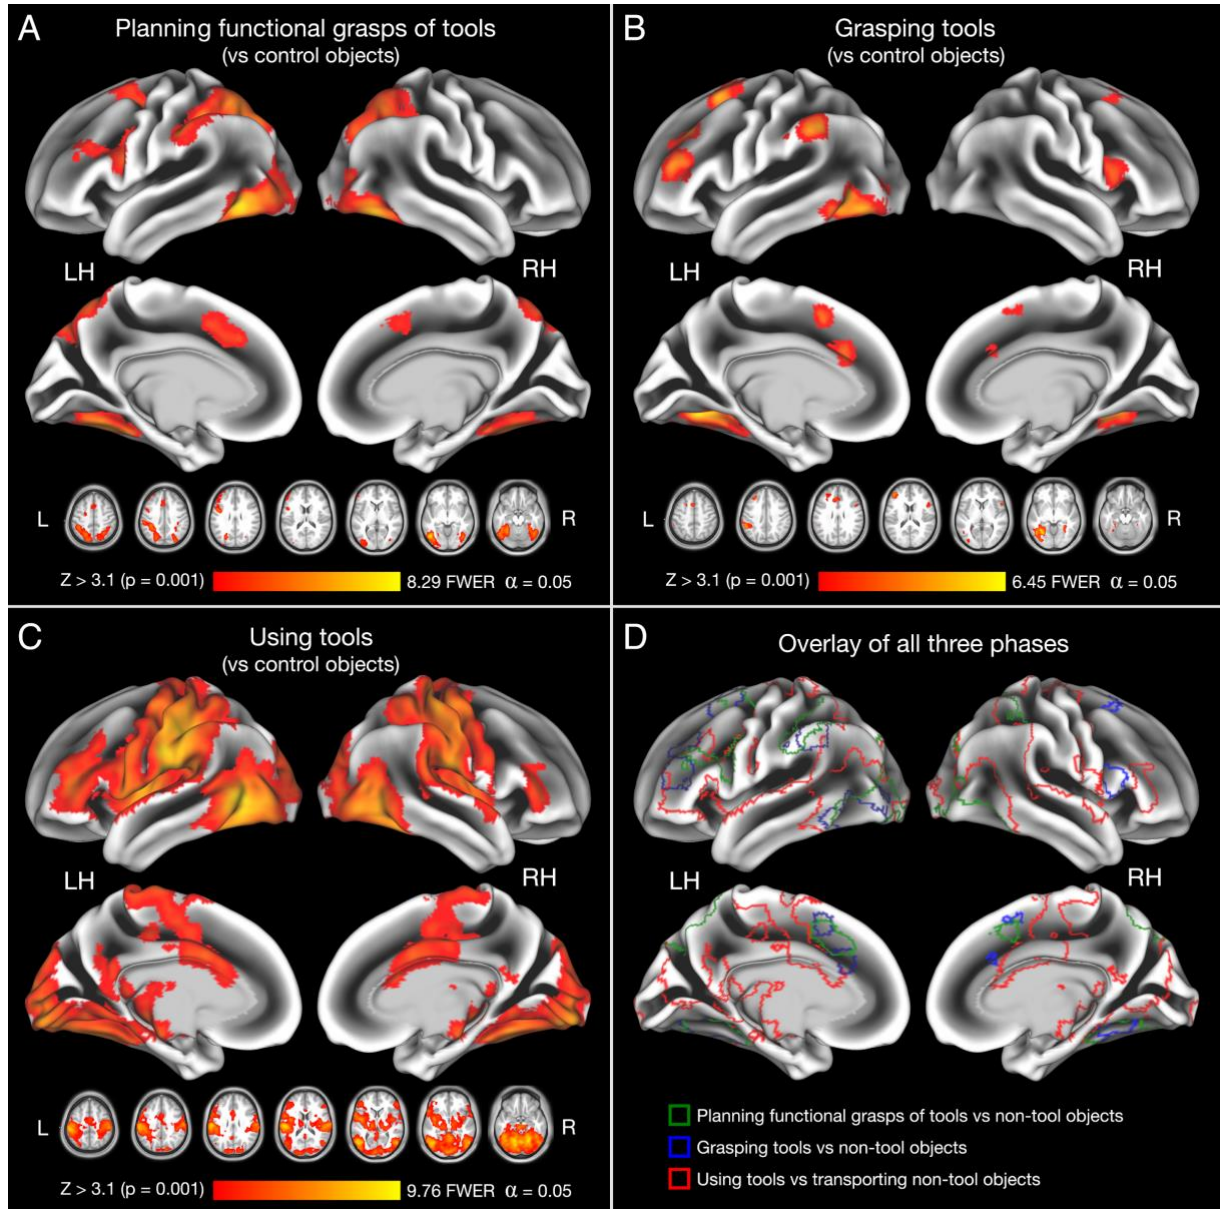 A
Planning functional grasps of tools
(vs control objects)
LH
RH
L
R
Z > 3.1 (p = 0.001)
8.29 FWER α = 0.05
B
Grasping tools
(vs control objects)
LH
RH
L
R
Z > 3.1 (p = 0.001)
6.45 FWER α = 0.05
C
Using tools
(vs control objects)
LH
RH
L
R
Z > 3.1 (p = 0.001)
9.76 FWER α = 0.05
D
Overlay of all three phases
LH
RH
Planning functional grasps of tools vs non-tool objects
Grasping tools vs non-tool objects
Using tools vs transporting non-tool objects